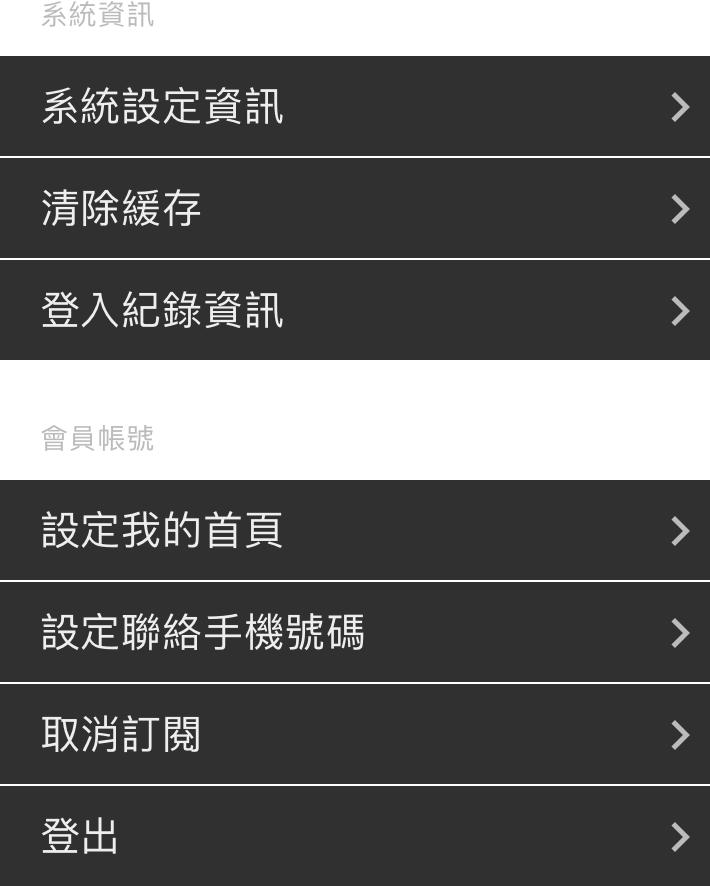 系統資訊
系統設定資訊
清除緩存
登入紀錄資訊
會員帳號
設定我的首頁
設定聯絡手機號碼
取消訂閱
登出